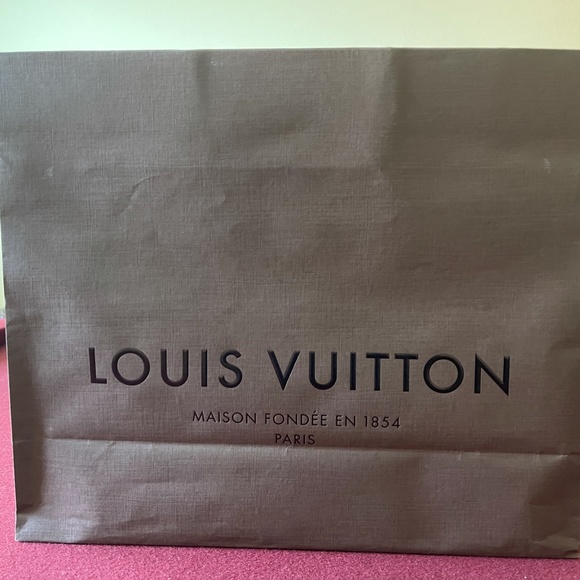 LOUIS VUITTON
MAISON FONDÉE EN 1854
PARIS